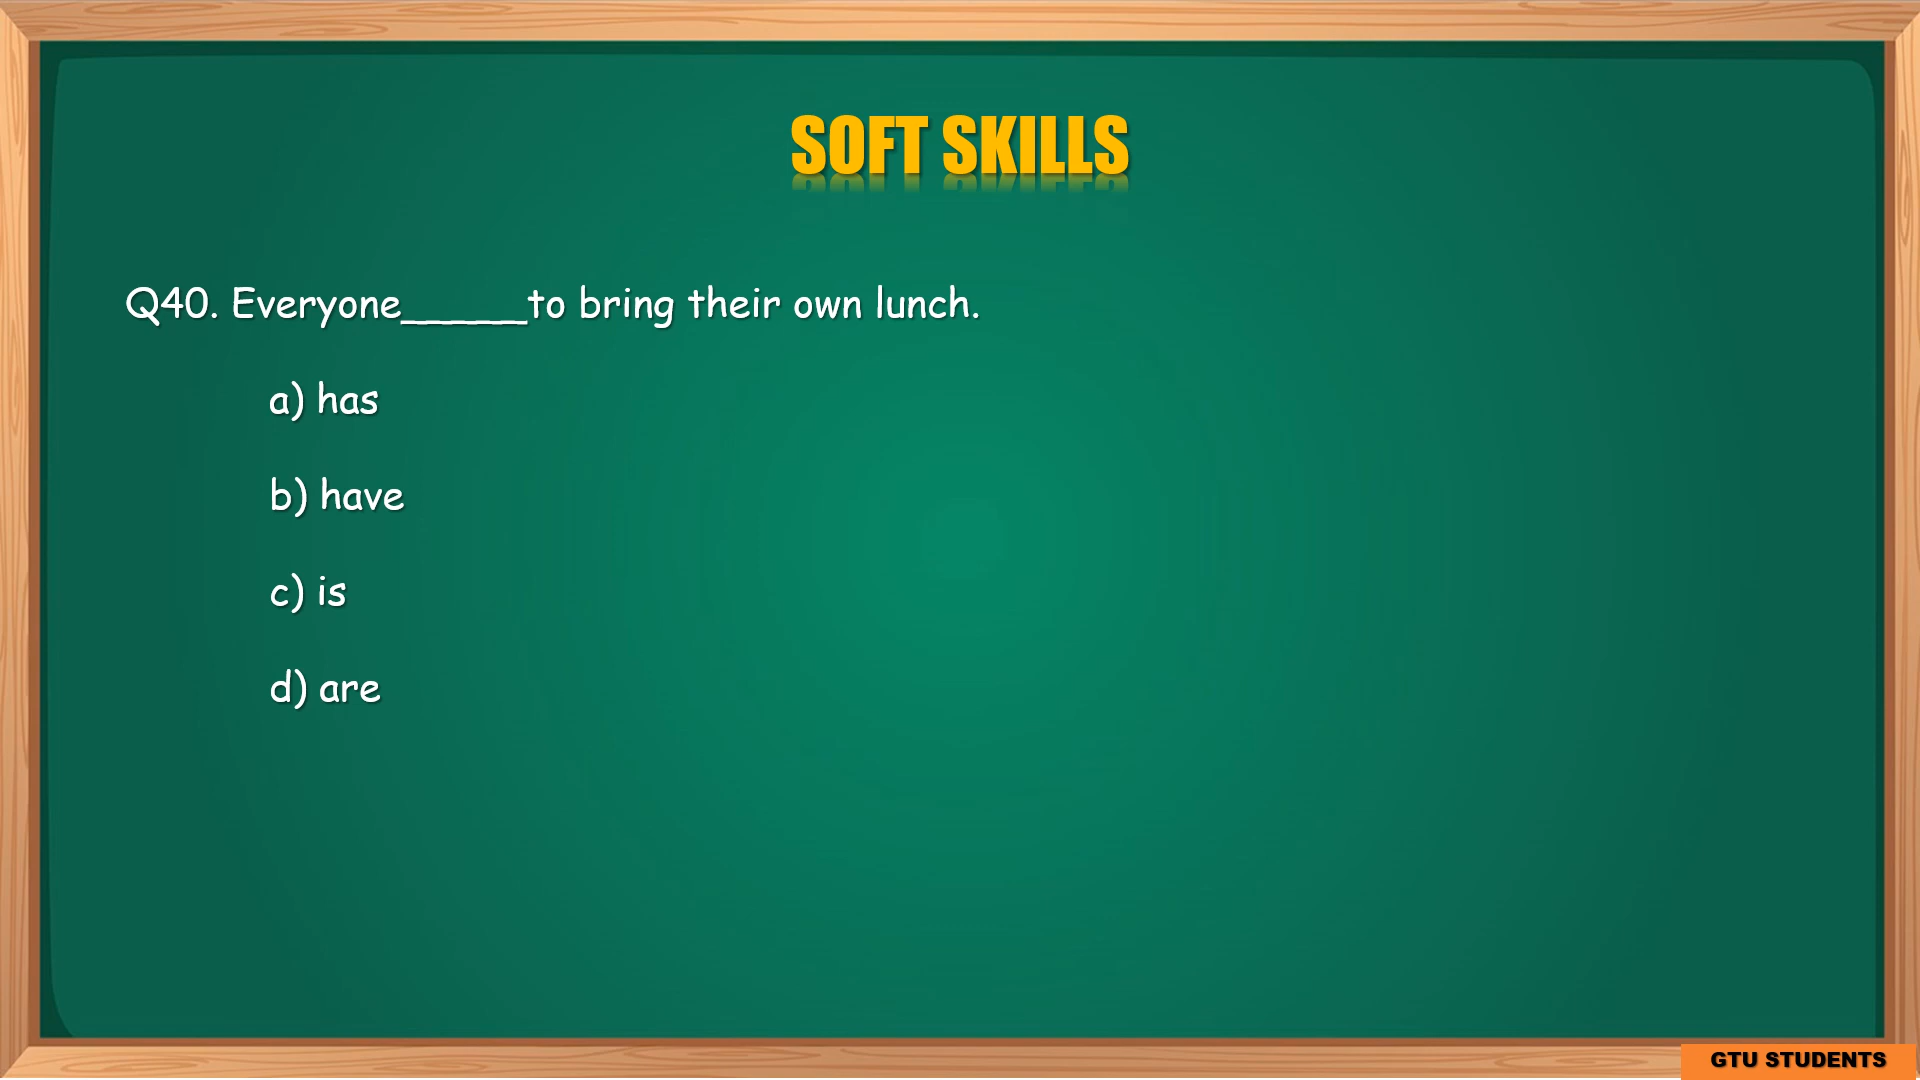 SOFT SKILLS
Q40. Everyone_____to bring their own lunch.
a) has
b) have
c) is
d) are
GTU STUDENTS